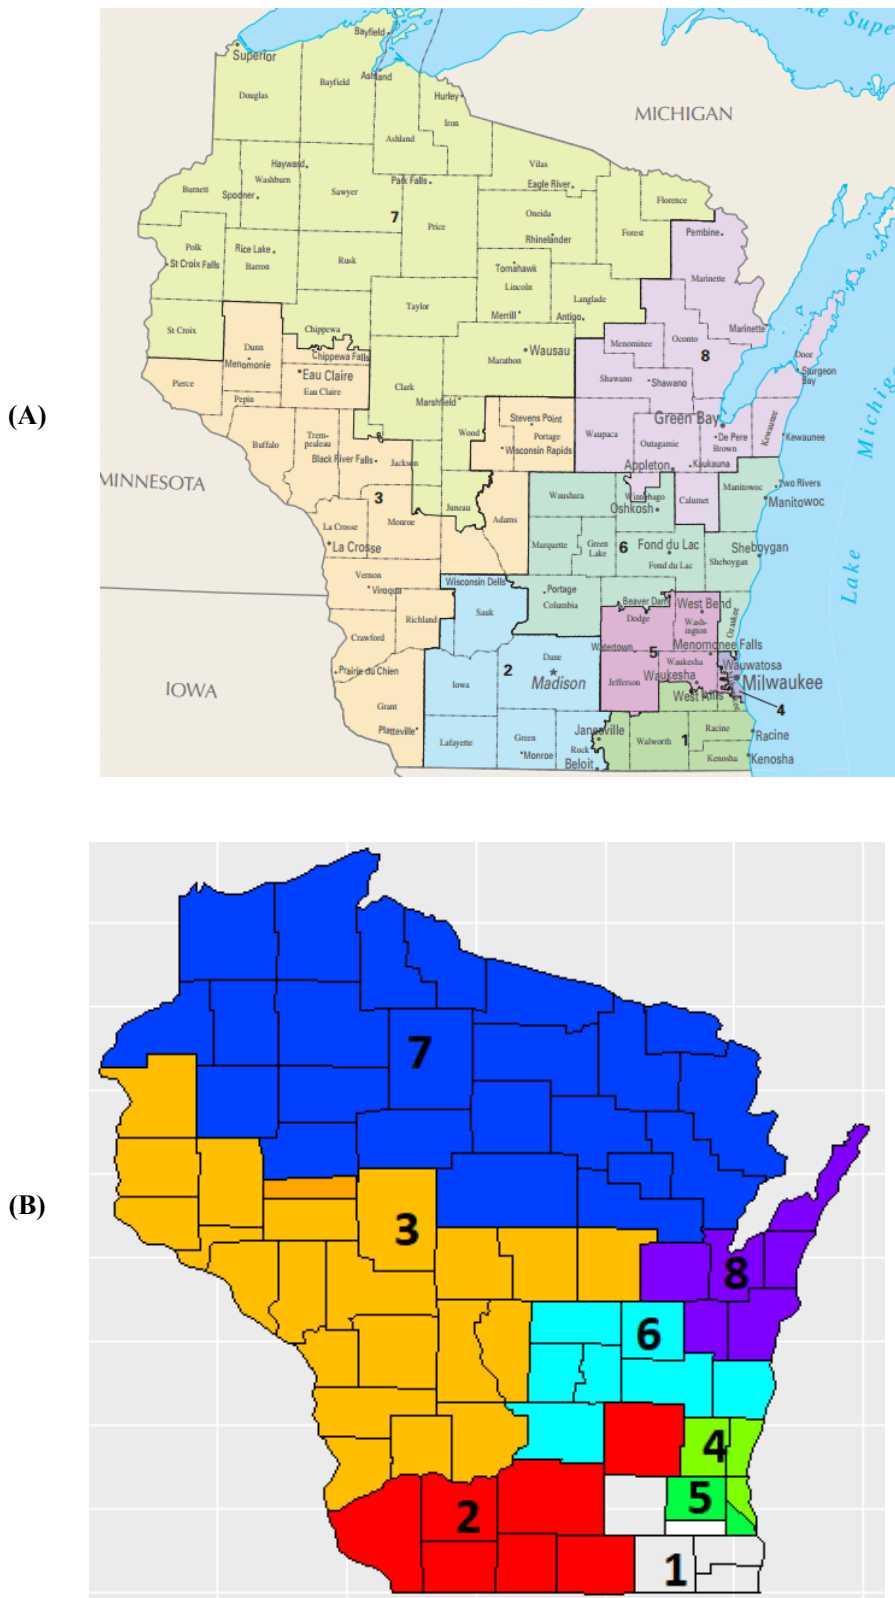 Lake Supe
Bayfield
Superior
Ashland
Bayfield
Douglas
Hurley
Iron
MICHIGAN
Ashland
Vilas
Hayward
Washburn
Park Falls
Eagle River
Burnett
Sawyer
Spooner
Florence
7
Price
Oneida
Forest
Pembine
Polk
Rice Lake
Rhinelander
St Croix Falls
Barron
Rusk
Tomahawk
Lincoln
Marinette
Langlade
Taylor
Merrill
Antigo
St Croix
Chippewa
Marinette
Oconto
Dunn
Menominee
Chippewa Falls
Marathon
Wausau
8
Door
Menomonie
Eau Claire
Sturgeon
Bay
Pierce
Eau Claire
Clark
Shawano
Shawano
Pepin
Marshfield
Stevens Point
Green Bay
Buffalo
Trem-
pealeau
Wood
Portage
Waupaca
De Pere
Brown
Kewaunee
Kewaunee
Wisconsin Rapids
Outagamie
Black River Falls
Jackson
Appleton
Kaukauna
MINNESOTA
Waushara
Winnebago
Calumet
Manitowoc
Two Rivers
Manitowoc
3
Juneau
Adams
Oshkosh
La Crosse
Monroe
La Crosse
Marquette
Green
Lake
6
Fond du Lac
Fond du Lac
Sheboygan
Sheboygan
Lake
Michigan
Vernon
Viroqua
Wisconsin Dells
Portage
Columbia
Beaver Dam
West Bend
Richland
Sauk
Dodge
Wash-
ington
Ozaukee
Crawford
Watertown
5
Menomonee Falls
Dane
Waukesha
Wauwatosa
IOWA
Prairie du Chien
Iowa
2
Madison
Jefferson
Waukesha
Milwaukee
West Allis
4
Grant
Platteville
Janesville
Racine
Racine
Lafayette
Green
Monroe
Rock
Beloit
Walworth
1
Kenosha
Kenosha
(A)
7
3
8
6
4
5
2
1
(B)